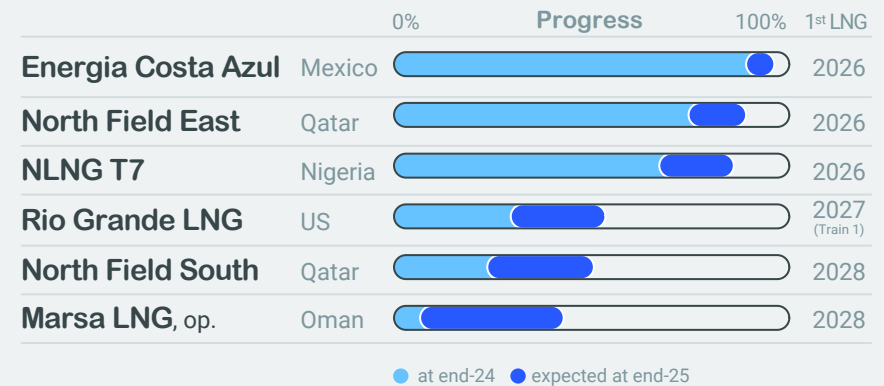 0% Progress 100% 1st LNG
Energia Costa Azul Mexico 2026
North Field East Qatar 2026
NLNG T7 Nigeria 2026
Rio Grande LNG US 2027
(Train 1)
North Field South Qatar 2028
Marsa LNG, op. Oman 2028
at end-24 expected at end-25